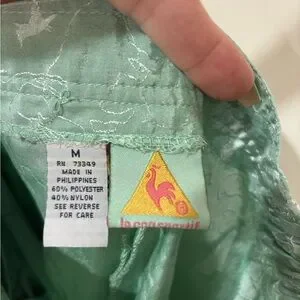 M
RN 73349
MADE IN
PHILIPPINES
60% POLYESTER
40% NYLON
SEE REVERSE
FOR CARE
le coq sportif